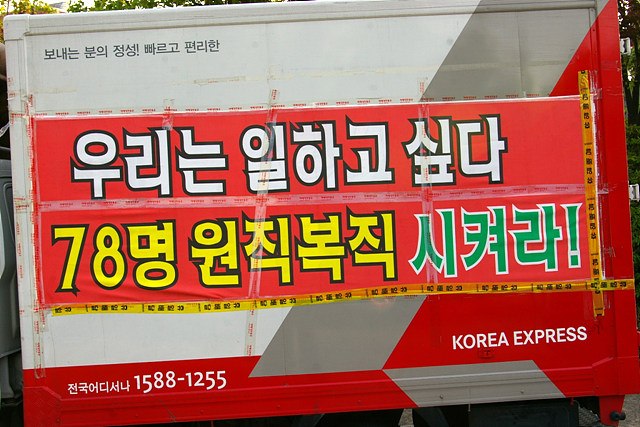 보내는 분의 정성! 빠르고 편리한
우리는 일하고 싶다
78명 원직복직 시켜라!
KOREA EXPRESS
전국어디서나 1588-1255